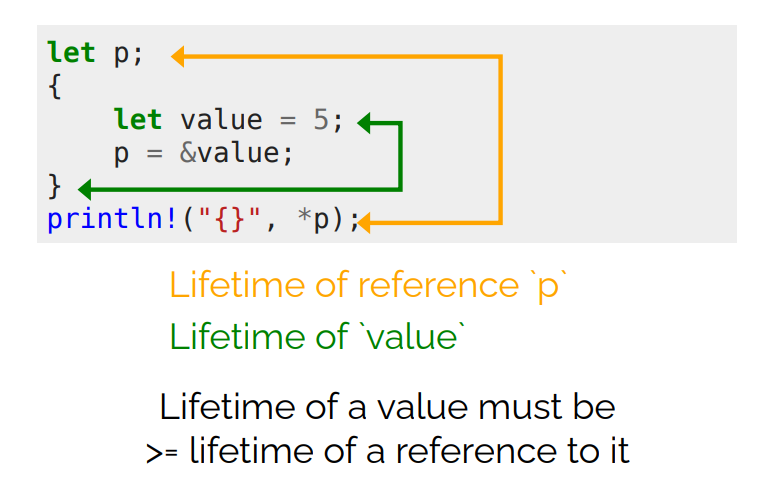 let p;
{
    let value = 5;
    p = &value;
}
println!("{}", *p);
Lifetime of reference `p`
Lifetime of `value`
Lifetime of a value must be
>= lifetime of a reference to it